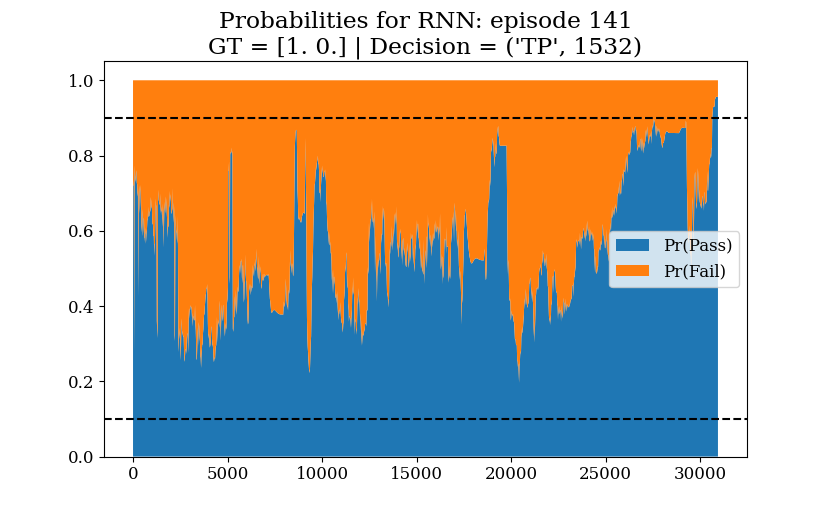 Probabilities for RNN: episode 141
GT = [1. 0.] | Decision = ('TP', 1532)
1.0
0.8
0.6
0.4
0.2
0.0
Pr(Pass)
Pr(Fail)
0 5000 10000 15000 20000 25000 30000